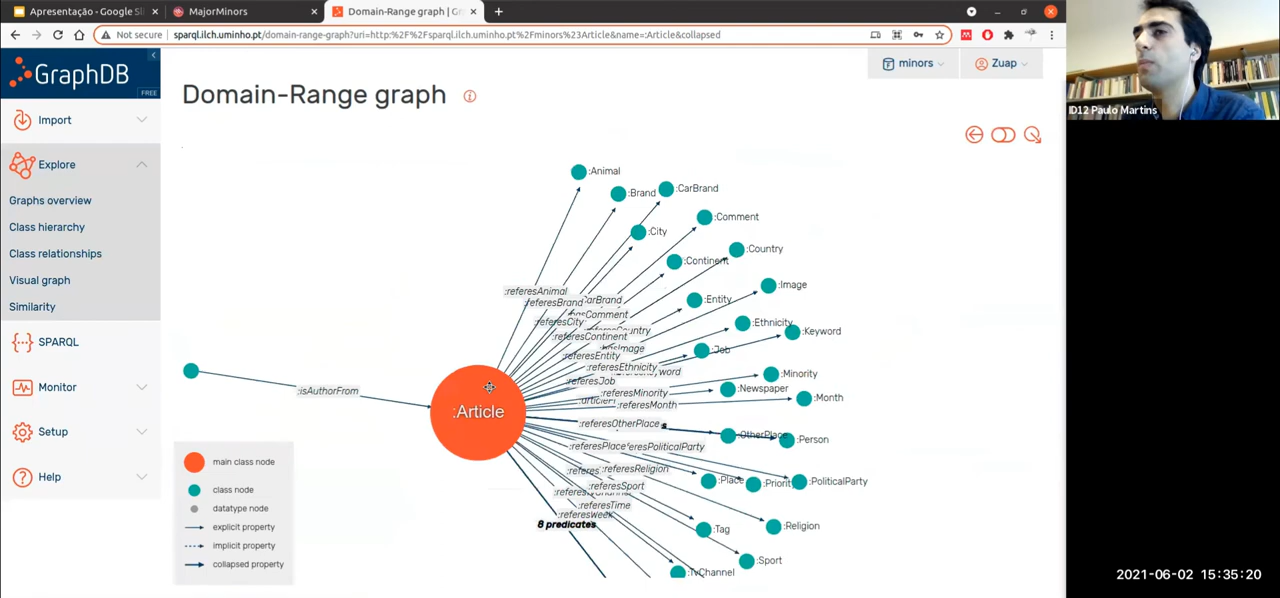 Apresentação - Google Sli
MajorMinors
Domain-Range graph | Gr
Not secure
sparql.ilch.uminho.pt/domain-range-graph?uri=http:%2F%2Fsparql.ilch.uminho.pt%2Fminors%23Article&name=:Article&collapsed
GraphDB
FREE
minors
Zuap
ID12 Paulo Martins
Domain-Range graph
Import
Explore
Graphs overview
Class hierarchy
Class relationships
Visual graph
Similarity
SPARQL
Monitor
Setup
Help
:Animal
:Brand
:CarBrand
:Comment
:City
:Country
:Continent
:Image
:Entity
:Ethnicity
:Keyword
:Job
:Minority
:Newspaper
:Month
:OtherPlace
:Person
:Place
:Priority
:PoliticalParty
:Tag
:Religion
:Sport
:TvChannel
:referesAnimal
:referesBrand
:referesCity
:referesContinent
:referesEntity
:referesEthnicity
:referesJob
:referesMinority
:referesMonth
:referesOtherPlace
:referesPlace
:referesReligion
:referesSport
:referesTime
:referesWeek
8 predicates
:isAuthorFrom
:Article
main class node
class node
datatype node
explicit property
implicit property
collapsed property
2021-06-02 15:35:20